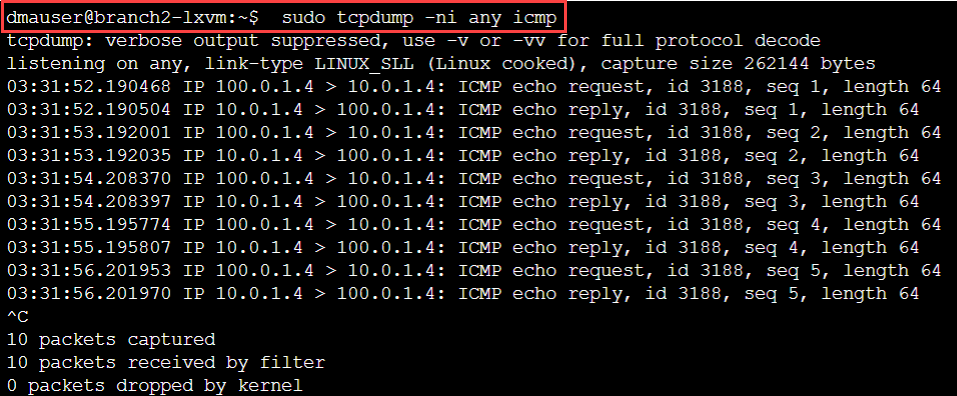 dmauser@branch2-lxvm:~$  sudo tcpdump -ni any icmp
tcpdump: verbose output suppressed, use -v or -vv for full protocol decode
listening on any, link-type LINUX_SLL (Linux cooked), capture size 262144 bytes
03:31:52.190468 IP 100.0.1.4 > 10.0.1.4: ICMP echo request, id 3188, seq 1, length 64
03:31:52.190504 IP 10.0.1.4 > 100.0.1.4: ICMP echo reply, id 3188, seq 1, length 64
03:31:53.192001 IP 100.0.1.4 > 10.0.1.4: ICMP echo request, id 3188, seq 2, length 64
03:31:53.192035 IP 10.0.1.4 > 100.0.1.4: ICMP echo reply, id 3188, seq 2, length 64
03:31:54.208370 IP 100.0.1.4 > 10.0.1.4: ICMP echo request, id 3188, seq 3, length 64
03:31:54.208397 IP 10.0.1.4 > 100.0.1.4: ICMP echo reply, id 3188, seq 3, length 64
03:31:55.195774 IP 100.0.1.4 > 10.0.1.4: ICMP echo request, id 3188, seq 4, length 64
03:31:55.195807 IP 10.0.1.4 > 100.0.1.4: ICMP echo reply, id 3188, seq 4, length 64
03:31:56.201953 IP 100.0.1.4 > 10.0.1.4: ICMP echo request, id 3188, seq 5, length 64
03:31:56.201970 IP 10.0.1.4 > 100.0.1.4: ICMP echo reply, id 3188, seq 5, length 64
^C
10 packets captured
10 packets received by filter
0 packets dropped by kernel